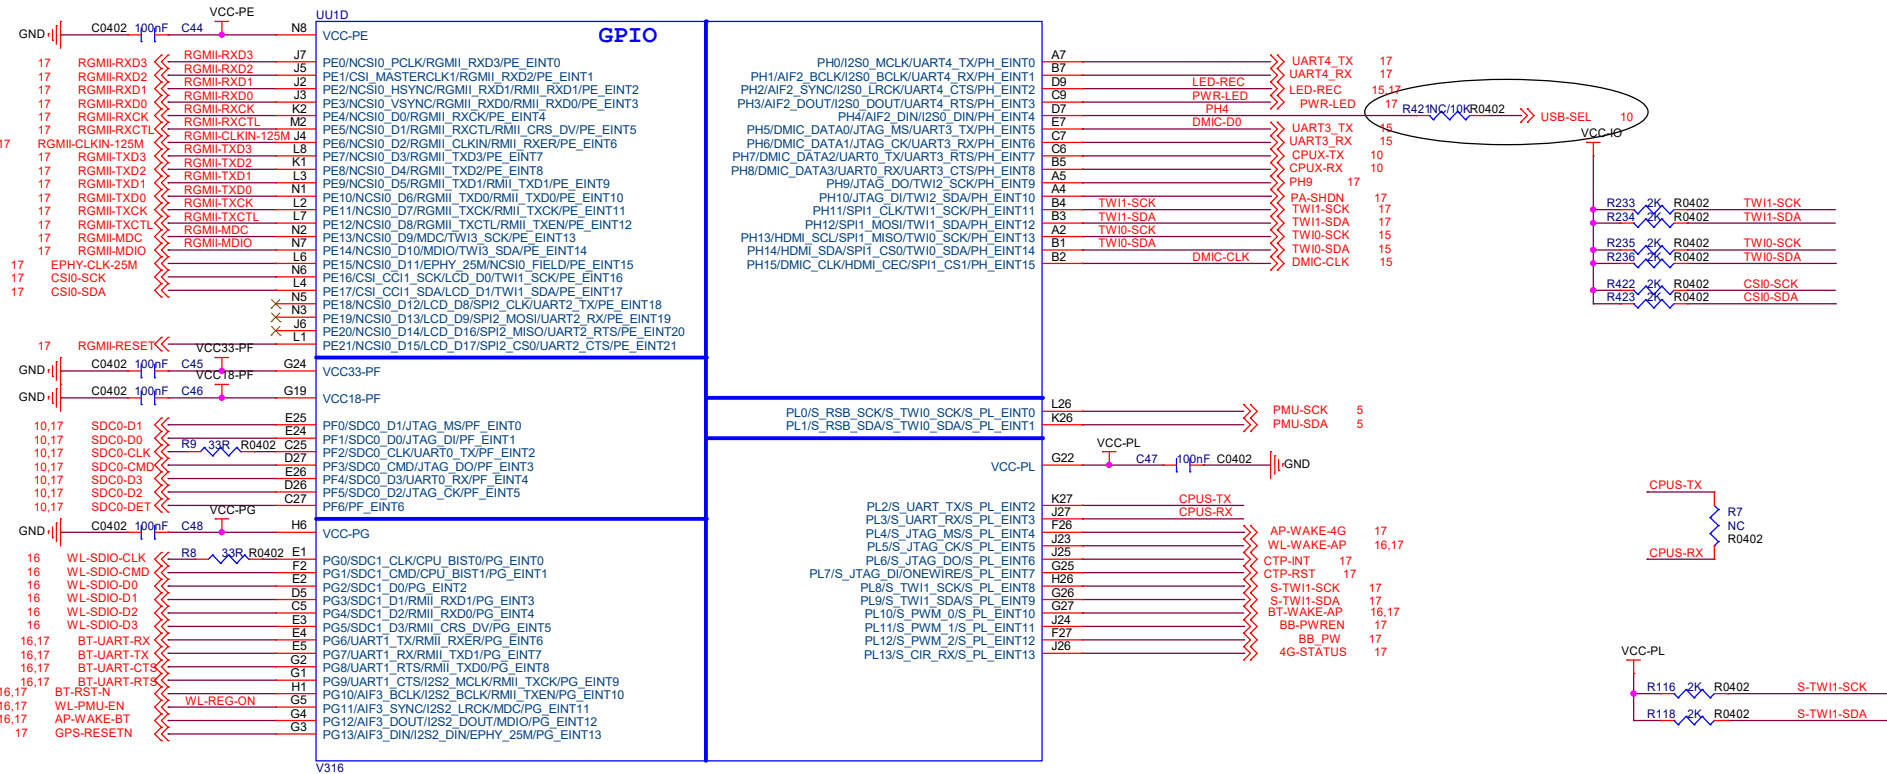 UU1D
GPIO
VCC-PE
GND C0402 100nF C44 N8 VCC-PE
17 RGMII-RXD3 RGMII-RXD3 J7 PE0/NCSI0_PCLK/RGMII_RXD3/PE_EINT0
17 RGMII-RXD2 RGMII-RXD2 J5 PE1/CSI_MASTERCLK1/RGMII_RXD2/PE_EINT1
17 RGMII-RXD1 RGMII-RXD1 J2 PE2/NCSI0_HSYNC/RGMII_RXD1/RMII_RXD1/PE_EINT2
17 RGMII-RXD0 RGMII-RXD0 J3 PE3/NCSI0_VSYNC/RGMII_RXD0/RMII_RXD0/PE_EINT3
17 RGMII-RXCK RGMII-RXCK K2 PE4/NCSI0_D0/RGMII_RXCK/PE_EINT4
17 RGMII-RXCTL RGMII-RXCTL M2 PE5/NCSI0_D1/RGMII_RXCTL/RMII_CRS_DV/PE_EINT5
17 RGMII-CLKIN-125M RGMII-CLKIN-125M J4 PE6/NCSI0_D2/RGMII_CLKIN/RMII_RXER/PE_EINT6
17 RGMII-TXD3 RGMII-TXD3 L8 PE7/NCSI0_D3/RGMII_TXD3/PE_EINT7
17 RGMII-TXD2 RGMII-TXD2 K1 PE8/NCSI0_D4/RGMII_TXD2/PE_EINT8
17 RGMII-TXD1 RGMII-TXD1 L3 PE9/NCSI0_D5/RGMII_TXD1/RMII_TXD1/PE_EINT9
17 RGMII-TXD0 RGMII-TXD0 N1 PE10/NCSI0_D6/RGMII_TXD0/RMII_TXD0/PE_EINT10
17 RGMII-TXCK RGMII-TXCK L2 PE11/NCSI0_D7/RGMII_TXCK/RMII_TXCK/PE_EINT11
17 RGMII-TXCTL RGMII-TXCTL L7 PE12/NCSI0_D8/RGMII_TXCTL/RMII_TXEN/PE_EINT12
17 RGMII-MDC RGMII-MDC N2 PE13/NCSI0_D9/MDC/TWI3_SCK/PE_EINT13
17 RGMII-MDIO RGMII-MDIO N7 PE14/NCSI0_D10/MDIO/TWI3_SDA/PE_EINT14
17 EPHY-CLK-25M L6 PE15/NCSI0_D11/EPHY_25M/NCSI0_FIELD/PE_EINT15
17 CSI0-SCK N6 PE16/CSI_CCI1_SCK/LCD_D0/TWI1_SCK/PE_EINT16
17 CSI0-SDA L4 PE17/CSI_CCI1_SDA/LCD_D1/TWI1_SDA/PE_EINT17
N5 PE18/NCSI0_D12/LCD_D8/SPI2_CLK/UART2_TX/PE_EINT18
N3 PE19/NCSI0_D13/LCD_D9/SPI2_MOSI/UART2_RX/PE_EINT19
J6 PE20/NCSI0_D14/LCD_D16/SPI2_MISO/UART2_RTS/PE_EINT20
17 RGMII-RESET L1 PE21/NCSI0_D15/LCD_D17/SPI2_CS0/UART2_CTS/PE_EINT21
VCC33-PF
GND C0402 100nF C45 G24 VCC33-PF
VCC18-PF
GND C0402 100nF C46 G19 VCC18-PF
10,17 SDC0-D1 E25 PF0/SDC0_D1/JTAG_MS/PF_EINT0
10,17 SDC0-D0 E24 PF1/SDC0_D0/JTAG_DI/PF_EINT1
10,17 SDC0-CLK R9 33R R0402 C25 PF2/SDC0_CLK/UART0_TX/PF_EINT2
10,17 SDC0-CMD D27 PF3/SDC0_CMD/JTAG_DO/PF_EINT3
10,17 SDC0-D3 E26 PF4/SDC0_D3/UART0_RX/PF_EINT4
10,17 SDC0-D2 D26 PF5/SDC0_D2/JTAG_CK/PF_EINT5
10,17 SDC0-DET C27 PF6/PF_EINT6
VCC-PG
GND C0402 100nF C48 H6 VCC-PG
16 WL-SDIO-CLK R8 33R R0402 E1 PG0/SDC1_CLK/CPU_BIST0/PG_EINT0
16 WL-SDIO-CMD F2 PG1/SDC1_CMD/CPU_BIST1/PG_EINT1
16 WL-SDIO-D0 E2 PG2/SDC1_D0/PG_EINT2
16 WL-SDIO-D1 D5 PG3/SDC1_D1/RMII_RXD1/PG_EINT3
16 WL-SDIO-D2 C5 PG4/SDC1_D2/RMII_RXD0/PG_EINT4
16 WL-SDIO-D3 E3 PG5/SDC1_D3/RMII_CRS_DV/PG_EINT5
16,17 BT-UART-RX E4 PG6/UART1_TX/RMII_RXER/PG_EINT6
16,17 BT-UART-TX E5 PG7/UART1_RX/RMII_TXD1/PG_EINT7
16,17 BT-UART-CTS G2 PG8/UART1_RTS/RMII_TXD0/PG_EINT8
16,17 BT-UART-RTS G1 PG9/UART1_CTS/I2S2_MCLK/RMII_TXCK/PG_EINT9
16,17 BT-RST-N H1 PG10/AIF3_BCLK/I2S2_BCLK/RMII_TXEN/PG_EINT10
16,17 WL-PMU-EN WL-REG-ON G5 PG11/AIF3_SYNC/I2S2_LRCK/MDC/PG_EINT11
16,17 AP-WAKE-BT G4 PG12/AIF3_DOUT/I2S2_DOUT/MDIO/PG_EINT12
17 GPS-RESETN G3 PG13/AIF3_DIN/I2S2_DIN/EPHY_25M/PG_EINT13
V316
PH0/I2S0_MCLK/UART4_TX/PH_EINT0 A7 UART4_TX 17
PH1/AIF2_BCLK/I2S0_BCLK/UART4_RX/PH_EINT1 B7 UART4_RX 17
PH2/AIF2_SYNC/I2S0_LRCK/UART4_CTS/PH_EINT2 D9 LED-REC LED-REC 15,17
PH3/AIF2_DOUT/I2S0_DOUT/UART4_RTS/PH_EINT3 C9 PWR-LED PWR-LED 17
PH4/AIF2_DIN/I2S0_DIN/PH_EINT4 D7 PH4 R421 NC/10K R0402 USB-SEL 10
PH5/DMIC_DATA0/JTAG_MS/UART3_TX/PH_EINT5 E7 DMIC-D0 UART3_TX 15
PH6/DMIC_DATA1/JTAG_CK/UART3_RX/PH_EINT6 C7 UART3_RX 15
PH7/DMIC_DATA2/UART0_TX/UART3_RTS/PH_EINT7 C6 CPUX-TX 10
PH8/DMIC_DATA3/UART0_RX/UART3_CTS/PH_EINT8 B5 CPUX-RX 10
PH9/JTAG_DO/TWI2_SCK/PH_EINT9 A5 PH9 17
PH10/JTAG_DI/TWI2_SDA/PH_EINT10 A4 PA-SHDN 17
PH11/SPI1_CLK/TWI1_SCK/PH_EINT11 B4 TWI1-SCK TWI1-SCK 17
PH12/SPI1_MOSI/TWI1_SDA/PH_EINT12 B3 TWI1-SDA TWI1-SDA 17
PH13/HDMI_SCL/SPI1_MISO/TWI0_SCK/PH_EINT13 A2 TWI0-SCK TWI0-SCK 15
PH14/HDMI_SDA/SPI1_CS0/TWI0_SDA/PH_EINT14 B1 TWI0-SDA TWI0-SDA 15
PH15/DMIC_CLK/HDMI_CEC/SPI1_CS1/PH_EINT15 B2 DMIC-CLK DMIC-CLK 15
PL0/S_RSB_SCK/S_TWI0_SCK/S_PL_EINT0 L26 PMU-SCK 5
PL1/S_RSB_SDA/S_TWI0_SDA/S_PL_EINT1 K26 PMU-SDA 5
VCC-PL
VCC-PL G22 C47 100nF C0402 GND
PL2/S_UART_TX/S_PL_EINT2 K27 CPUS-TX
PL3/S_UART_RX/S_PL_EINT3 J27 CPUS-RX
PL4/S_JTAG_MS/S_PL_EINT4 F26 AP-WAKE-4G 17
PL5/S_JTAG_CK/S_PL_EINT5 J23 WL-WAKE-AP 16,17
PL6/S_JTAG_DO/S_PL_EINT6 J25 CTP-INT 17
PL7/S_JTAG_DI/ONEWIRE/S_PL_EINT7 G25 CTP-RST 17
PL8/S_TWI1_SCK/S_PL_EINT8 H26 S-TWI1-SCK 17
PL9/S_TWI1_SDA/S_PL_EINT9 G26 S-TWI1-SDA 17
PL10/S_PWM_0/S_PL_EINT10 G27 BT-WAKE-AP 16,17
PL11/S_PWM_1/S_PL_EINT11 J24 BB-PWREN 17
PL12/S_PWM_2/S_PL_EINT12 F27 BB_PW 17
PL13/S_CIR_RX/S_PL_EINT13 J26 4G-STATUS 17
VCC-IO
R233 2K R0402 TWI1-SCK
R234 2K R0402 TWI1-SDA
R235 2K R0402 TWI0-SCK
R236 2K R0402 TWI0-SDA
R422 2K R0402 CSI0-SCK
R423 2K R0402 CSI0-SDA
CPUS-TX
R7
NC
R0402
CPUS-RX
VCC-PL
R116 2K R0402 S-TWI1-SCK
R118 2K R0402 S-TWI1-SDA